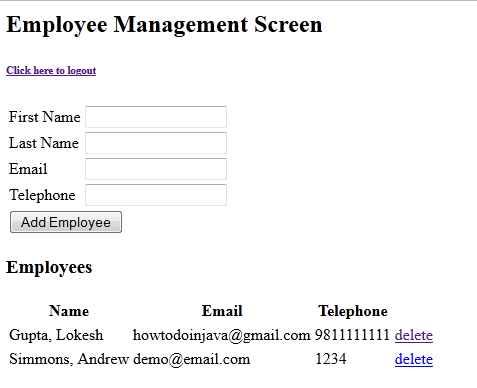 Employee Management Screen
Click here to logout
First Name
Last Name
Email
Telephone
Add Employee
Employees
Name Email Telephone
Gupta, Lokesh howtodoinjava@gmail.com 9811111111 delete
Simmons, Andrew demo@email.com 1234 delete